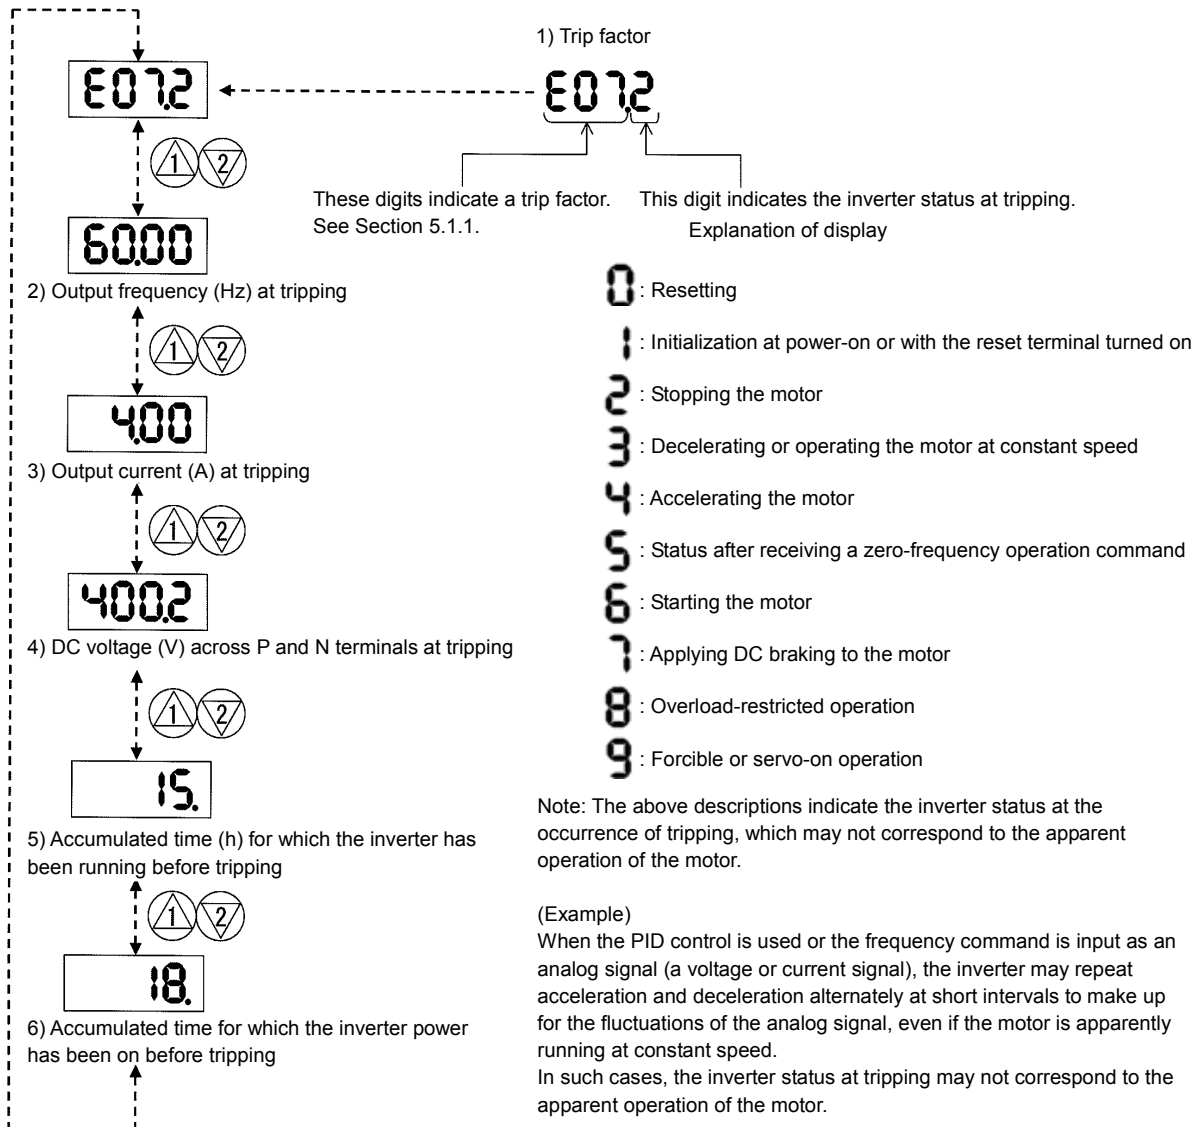 1) Trip factor
E07.2
E07.2
1 2
These digits indicate a trip factor.
See Section 5.1.1.
This digit indicates the inverter status at tripping.
Explanation of display
60.00
2) Output frequency (Hz) at tripping
1 2
4.00
3) Output current (A) at tripping
1 2
400.2
4) DC voltage (V) across P and N terminals at tripping
1 2
15.
5) Accumulated time (h) for which the inverter has
been running before tripping
1 2
18.
6) Accumulated time for which the inverter power
has been on before tripping
0 : Resetting
1 : Initialization at power-on or with the reset terminal turned on
2 : Stopping the motor
3 : Decelerating or operating the motor at constant speed
4 : Accelerating the motor
5 : Status after receiving a zero-frequency operation command
6 : Starting the motor
7 : Applying DC braking to the motor
8 : Overload-restricted operation
9 : Forcible or servo-on operation
Note: The above descriptions indicate the inverter status at the
occurrence of tripping, which may not correspond to the apparent
operation of the motor.
(Example)
When the PID control is used or the frequency command is input as an
analog signal (a voltage or current signal), the inverter may repeat
acceleration and deceleration alternately at short intervals to make up
for the fluctuations of the analog signal, even if the motor is apparently
running at constant speed.
In such cases, the inverter status at tripping may not correspond to the
apparent operation of the motor.